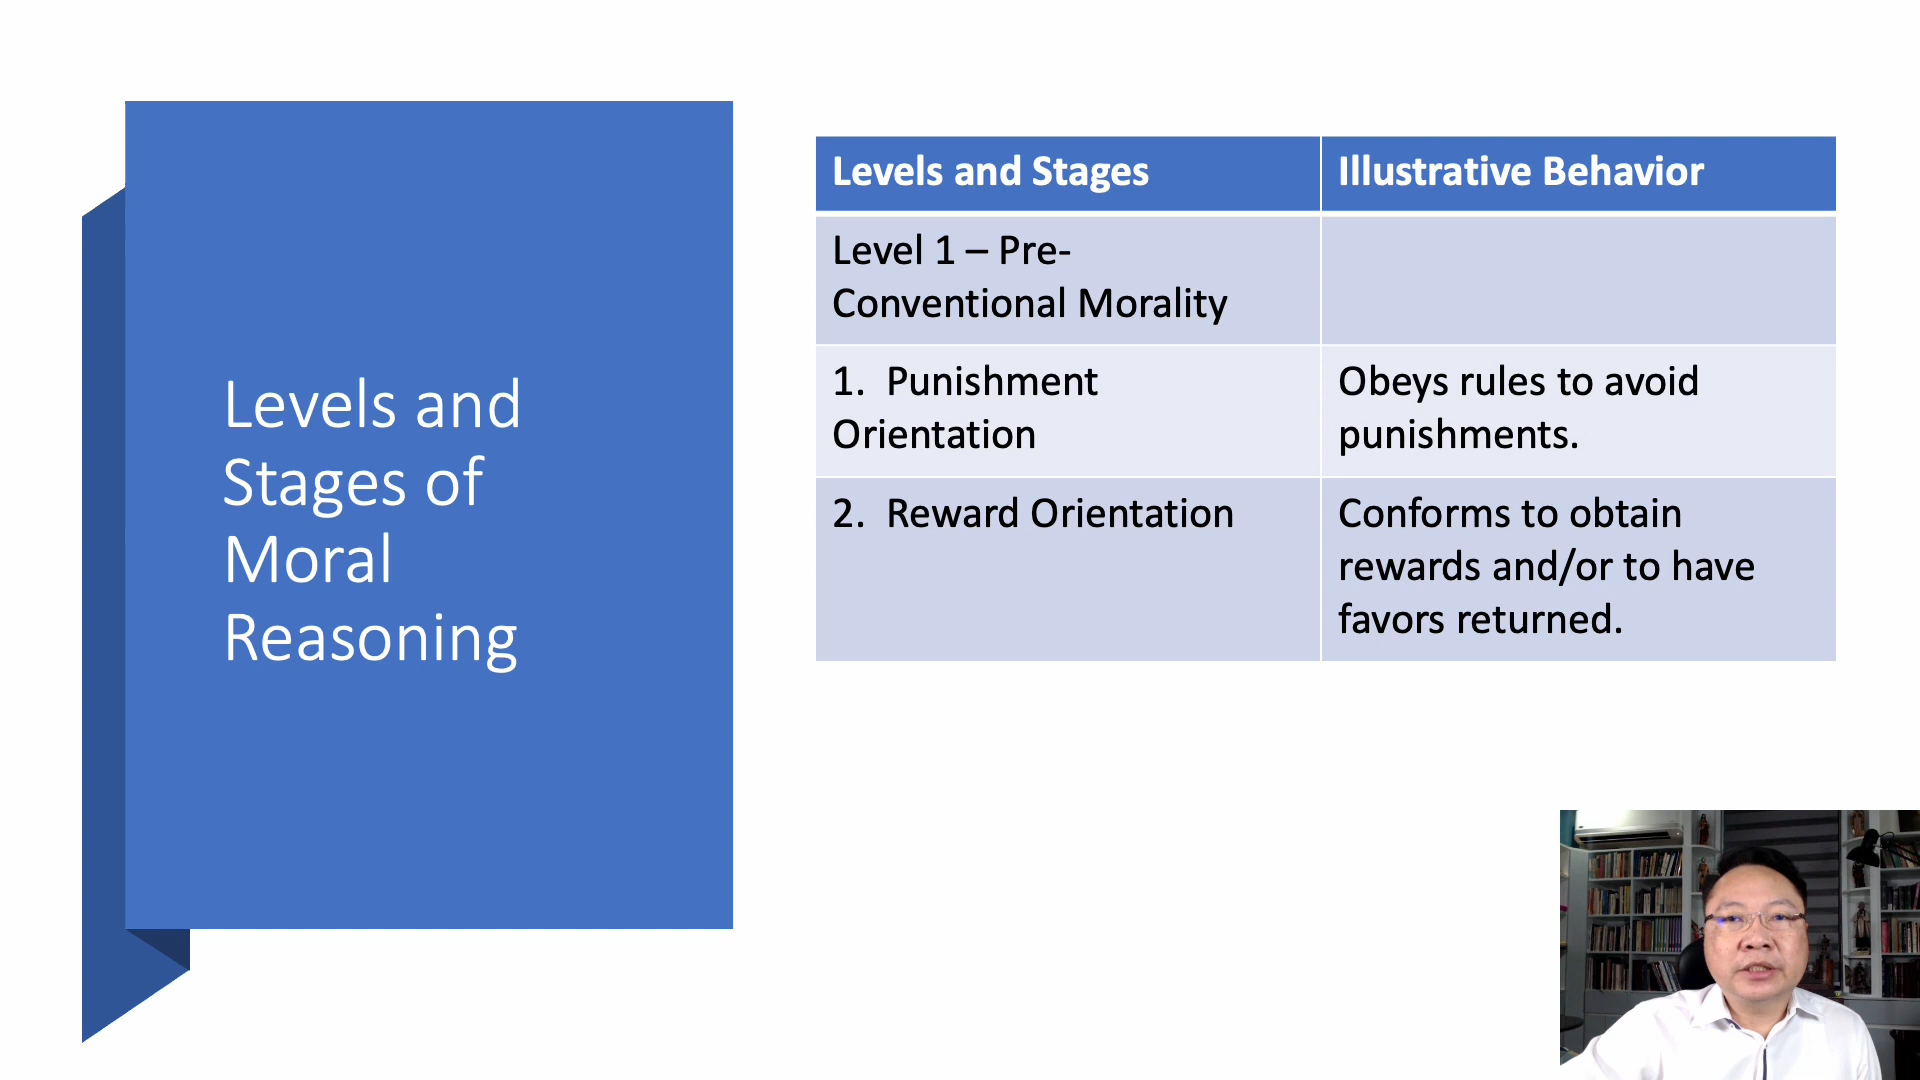 Levels and
Stages of
Moral
Reasoning
Levels and Stages
Illustrative Behavior
Level 1 – Pre-
Conventional Morality
1. Punishment
Orientation
Obeys rules to avoid
punishments.
2. Reward Orientation
Conforms to obtain
rewards and/or to have
favors returned.